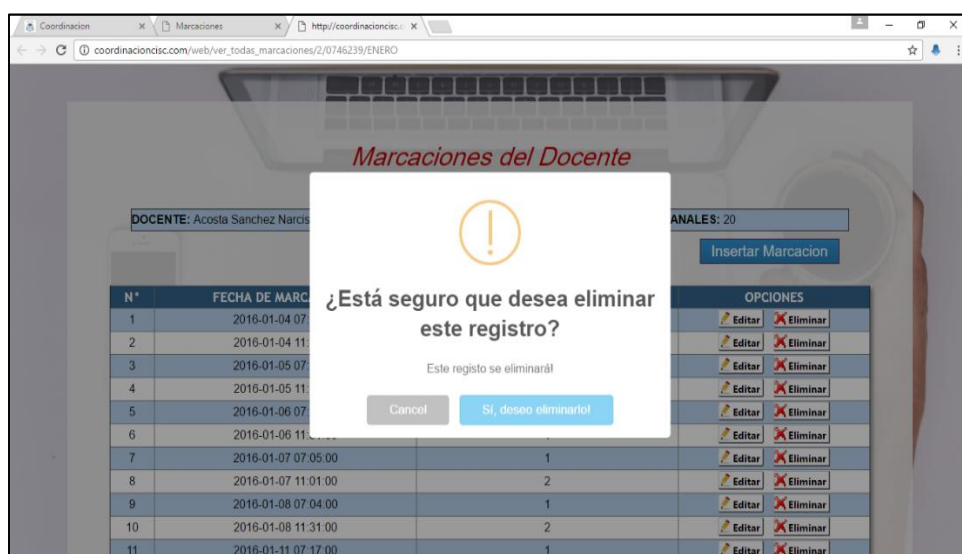 Coordinacion
Marcaciones
http://coordinacioncisc.c
coordinacioncisc.com/web/ver_todas_marcaciones/2/0746239/ENERO
Marcaciones del Docente
DOCENTE: Acosta Sanchez Narcis
ANALES: 20
Insertar Marcacion
¿Está seguro que desea eliminar
este registro?
Este registo se eliminará!
Cancel Sí, deseo eliminarlo!
N° FECHA DE MARC OPCIONES
1 2016-01-04 07: Editar Eliminar
2 2016-01-04 11: Editar Eliminar
3 2016-01-05 07: Editar Eliminar
4 2016-01-05 11: Editar Eliminar
5 2016-01-06 07: Editar Eliminar
6 2016-01-06 11: Editar Eliminar
7 2016-01-07 07:05:00 1 Editar Eliminar
8 2016-01-07 11:01:00 2 Editar Eliminar
9 2016-01-08 07:04:00 1 Editar Eliminar
10 2016-01-08 11:31:00 2 Editar Eliminar
11 2016-01-11 07:17:00 1 Editar Eliminar